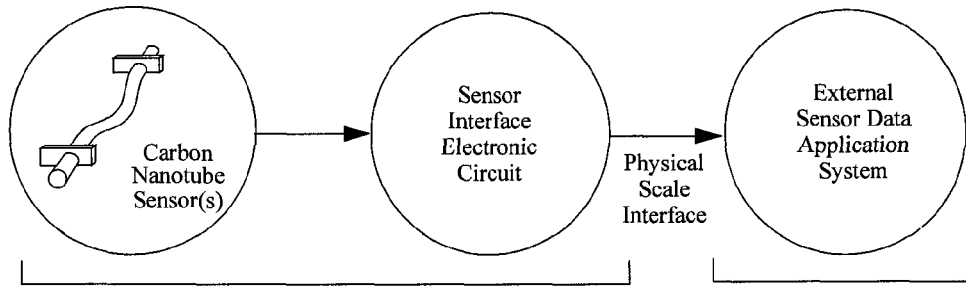 Carbon
Nanotube
Sensor(s)
Sensor
Interface
Electronic
Circuit
Physical
Scale
Interface
External
Sensor Data
Application
System